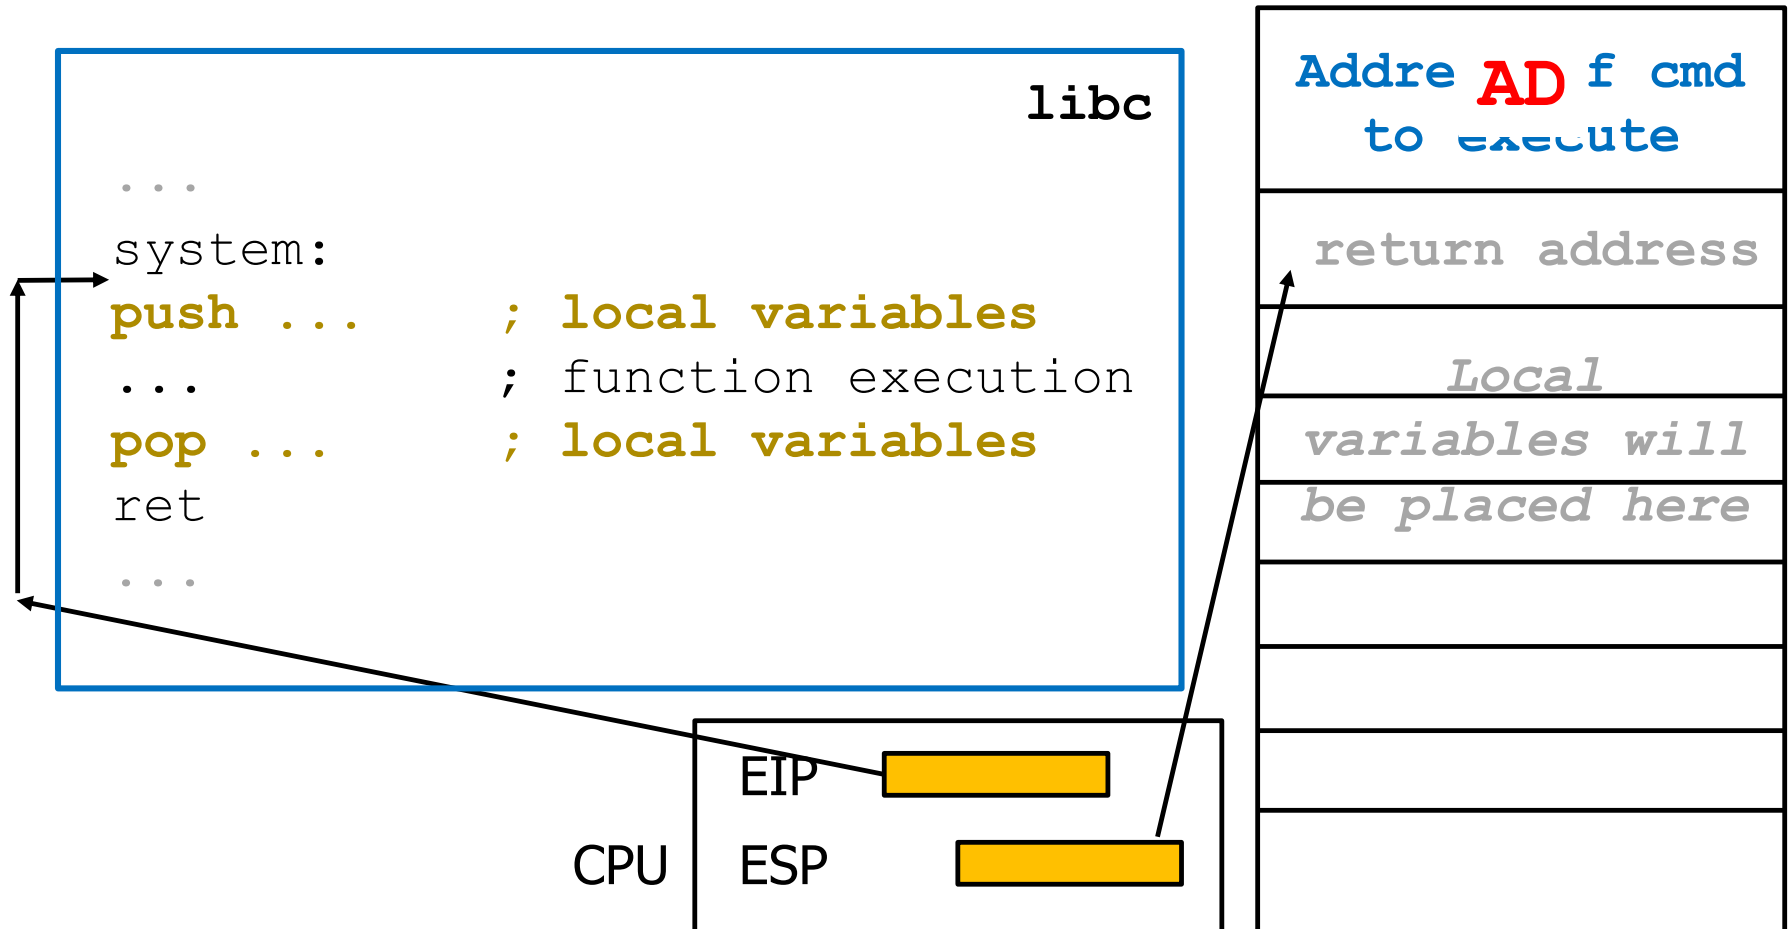 libc
...
system:
push ... ; local variables
... ; function execution
pop ... ; local variables
ret
...
Addre AD f cmd
to execute
return address
Local
variables will
be placed here
EIP
CPU ESP